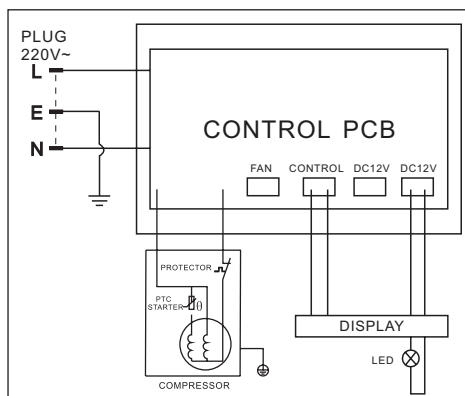 PLUG
220V~
L
E
N
CONTROL PCB
FAN CONTROL DC12V DC12V
PROTECTOR
PTC
STARTER
θ
COMPRESSOR
DISPLAY
LED